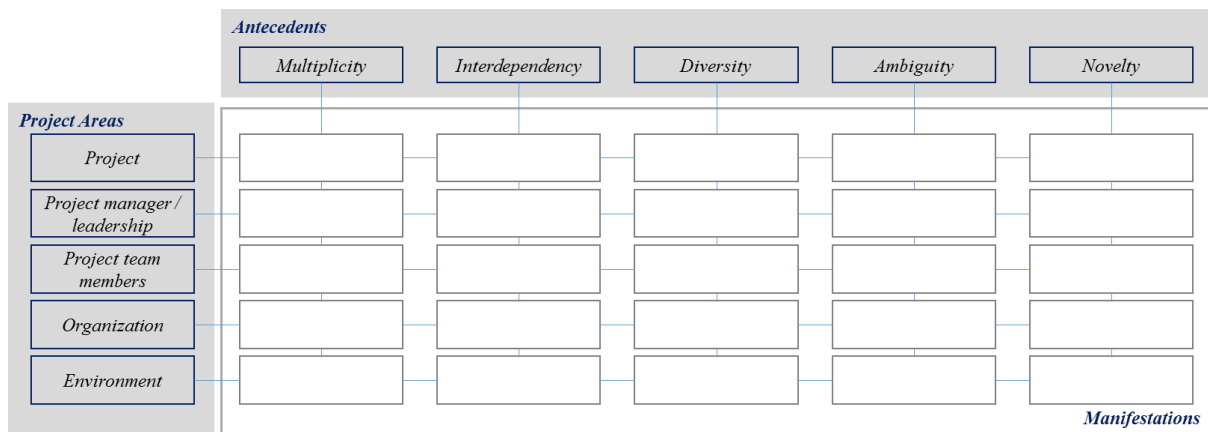 Antecedents
Multiplicity
Interdependency
Diversity
Ambiguity
Novelty
Project Areas
Project
Project manager /
leadership
Project team
members
Organization
Environment
Manifestations